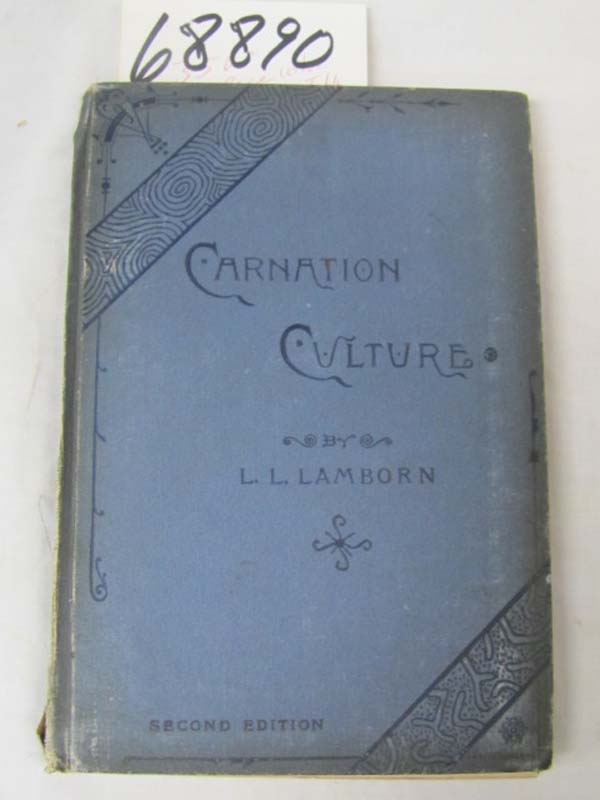 68890
CARNATION
CULTURE
BY
L. L. LAMBORN
SECOND EDITION